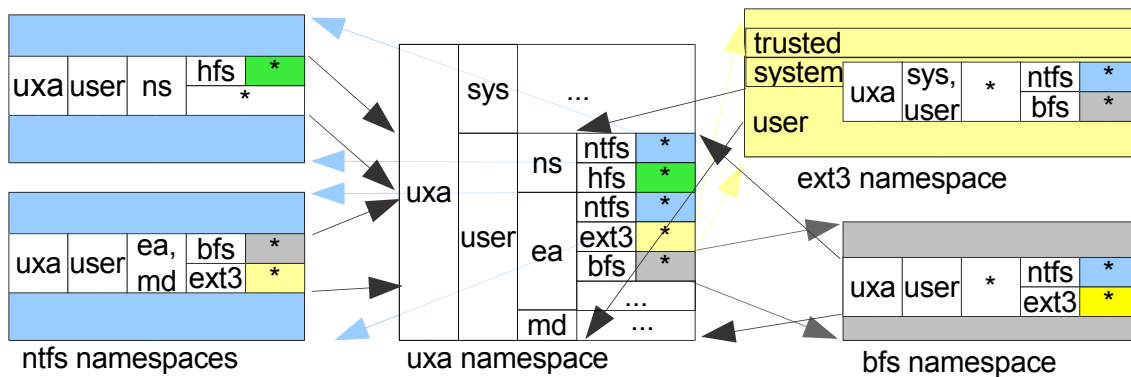 uxa user ns hfs *
*
ntfs namespaces
uxa user ea, md bfs *
ext3 *
uxa sys ...
user ns ntfs *
hfs *
ea ntfs *
ext3 *
bfs *
...
md ...
uxa namespace
trusted
system
user
uxa sys, user * ntfs *
bfs *
ext3 namespace
uxa user * ntfs *
ext3 *
bfs namespace